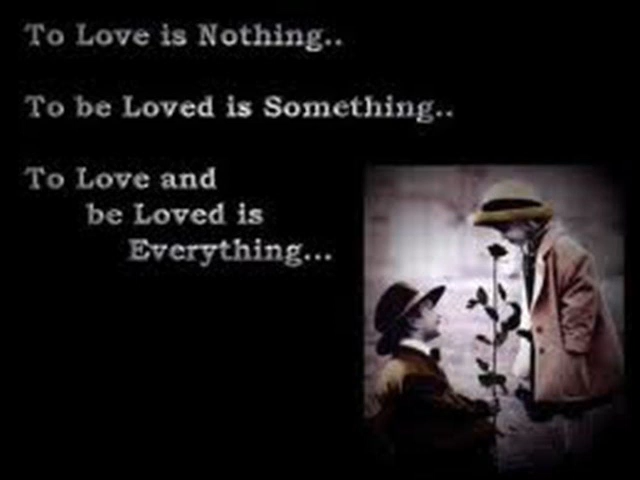 To Love is Nothing..
To be Loved is Something..
To Love and
be Loved is
Everything...